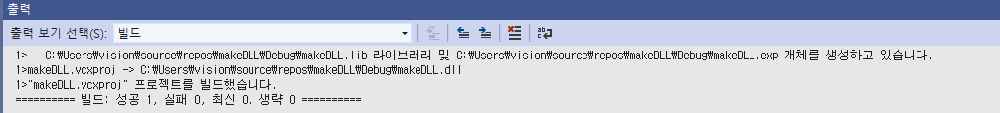 출력
출력 보기 선택(S): 빌드
1>   C:₩Users₩vision₩source₩repos₩makeDLL₩Debug₩makeDLL.lib 라이브러리 및 C:₩Users₩vision₩source₩repos₩makeDLL₩Debug₩makeDLL.exp 개체를 생성하고 있습니다.
1>makeDLL.vcxproj -> C:₩Users₩vision₩source₩repos₩makeDLL₩Debug₩makeDLL.dll
1>"makeDLL.vcxproj" 프로젝트를 빌드했습니다.
========== 빌드: 성공 1, 실패 0, 최신 0, 생략 0 ==========